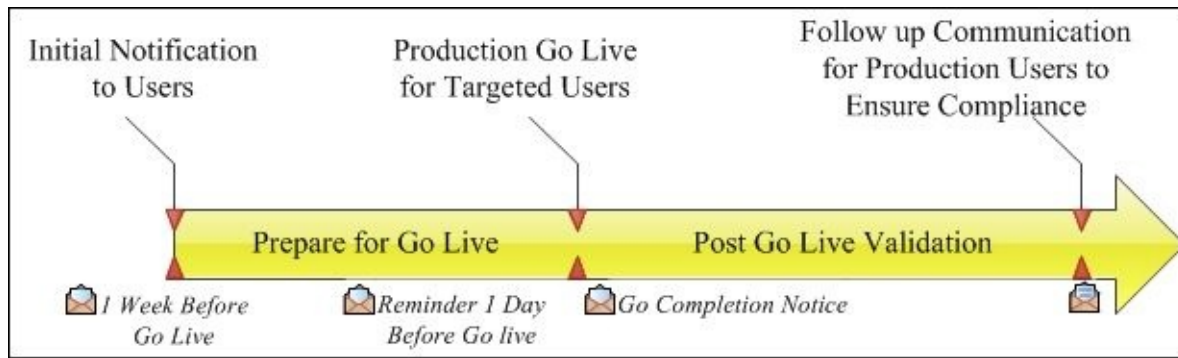 Initial Notification
to Users
Production Go Live
for Targeted Users
Follow up Communication
for Production Users to
Ensure Compliance
Prepare for Go Live
Post Go Live Validation
1 Week Before
Go Live
Reminder 1 Day
Before Go live
Go Completion Notice